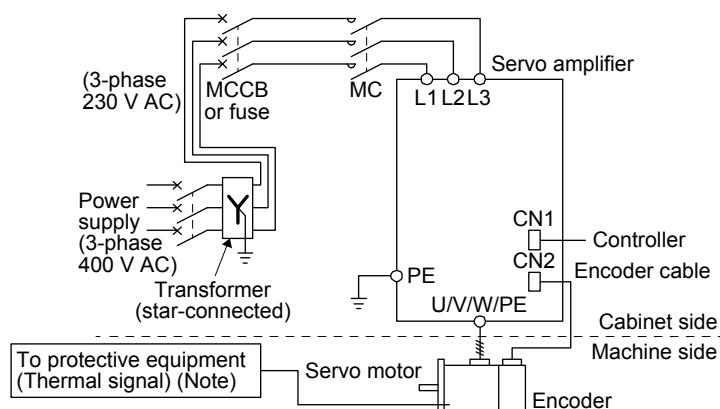 (3-phase
230 V AC)
MCCB
or fuse
MC
Servo amplifier
L1
L2
L3
Power
supply
(3-phase
400 V AC)
Transformer
(star-connected)
PE
CN1
Controller
CN2
Encoder cable
U/V/W/PE
Cabinet side
Machine side
To protective equipment
(Thermal signal) (Note)
Servo motor
Encoder